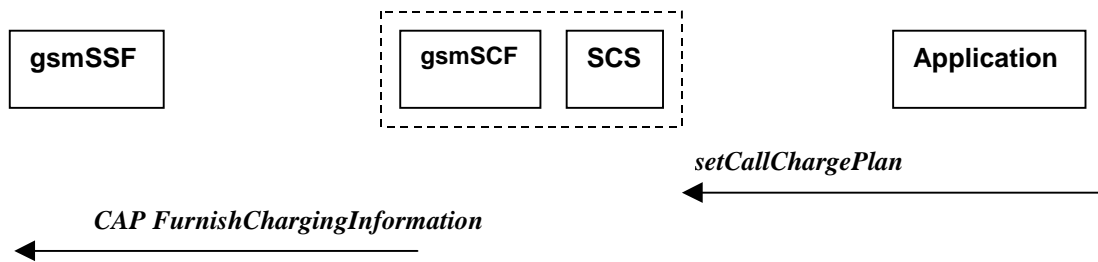 gsmSSF
gsmSCF
SCS
Application
setCallChargePlan
CAP FurnishChargingInformation